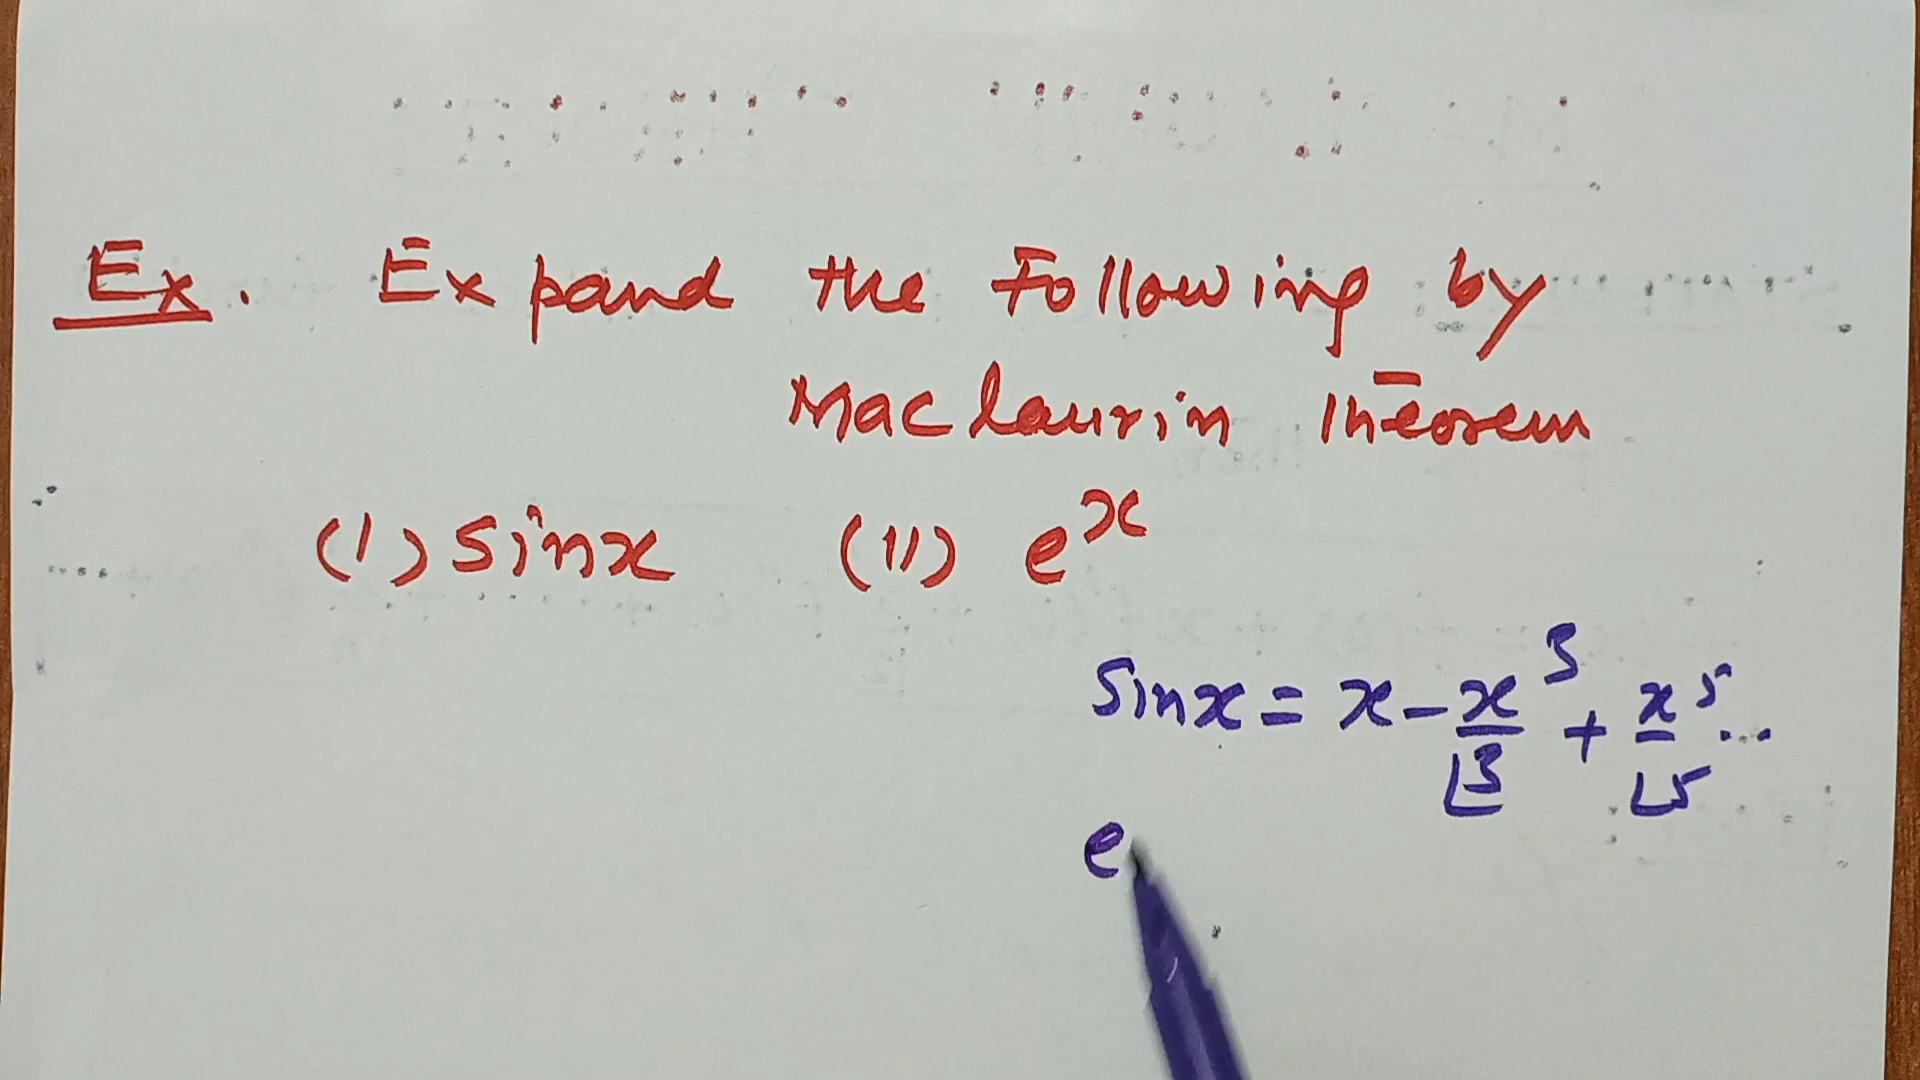 Ex. Expand the Following by
Maclaurin Theorem
(I) Sinx (II) e^x
Sinx = x - x^3/⌊3 + x^5/⌊5 ...
e